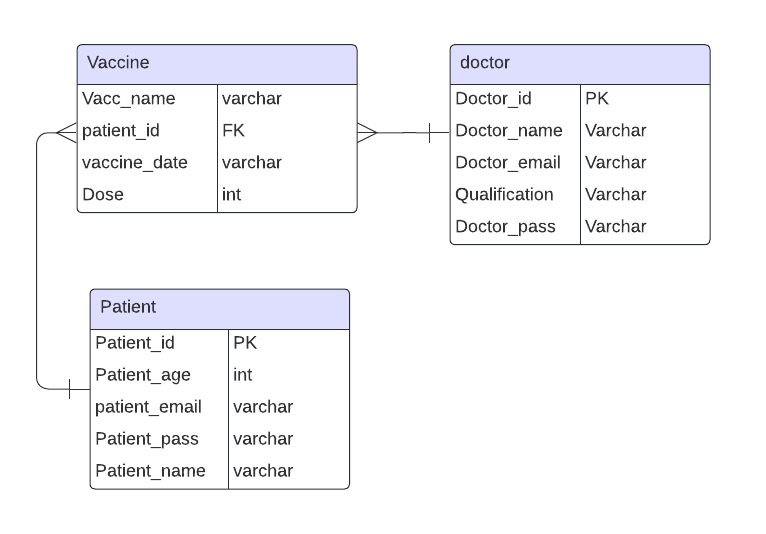 Vaccine
Vacc_name varchar
patient_id FK
vaccine_date varchar
Dose int
doctor
Doctor_id PK
Doctor_name Varchar
Doctor_email Varchar
Qualification Varchar
Doctor_pass Varchar
Patient
Patient_id PK
Patient_age int
patient_email varchar
Patient_pass varchar
Patient_name varchar